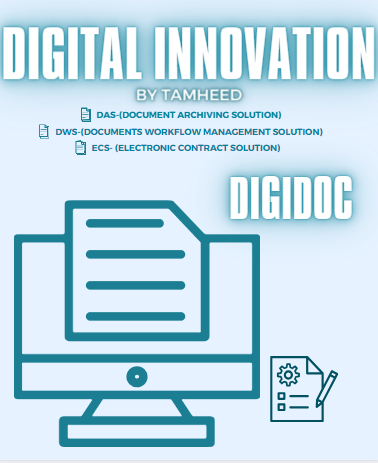 DIGITAL INNOVATION
BY TAMHEED
DAS-(DOCUMENT ARCHIVING SOLUTION)
DWS-(DOCUMENTS WORKFLOW MANAGEMENT SOLUTION)
ECS- (ELECTRONIC CONTRACT SOLUTION)
DIGIDOC